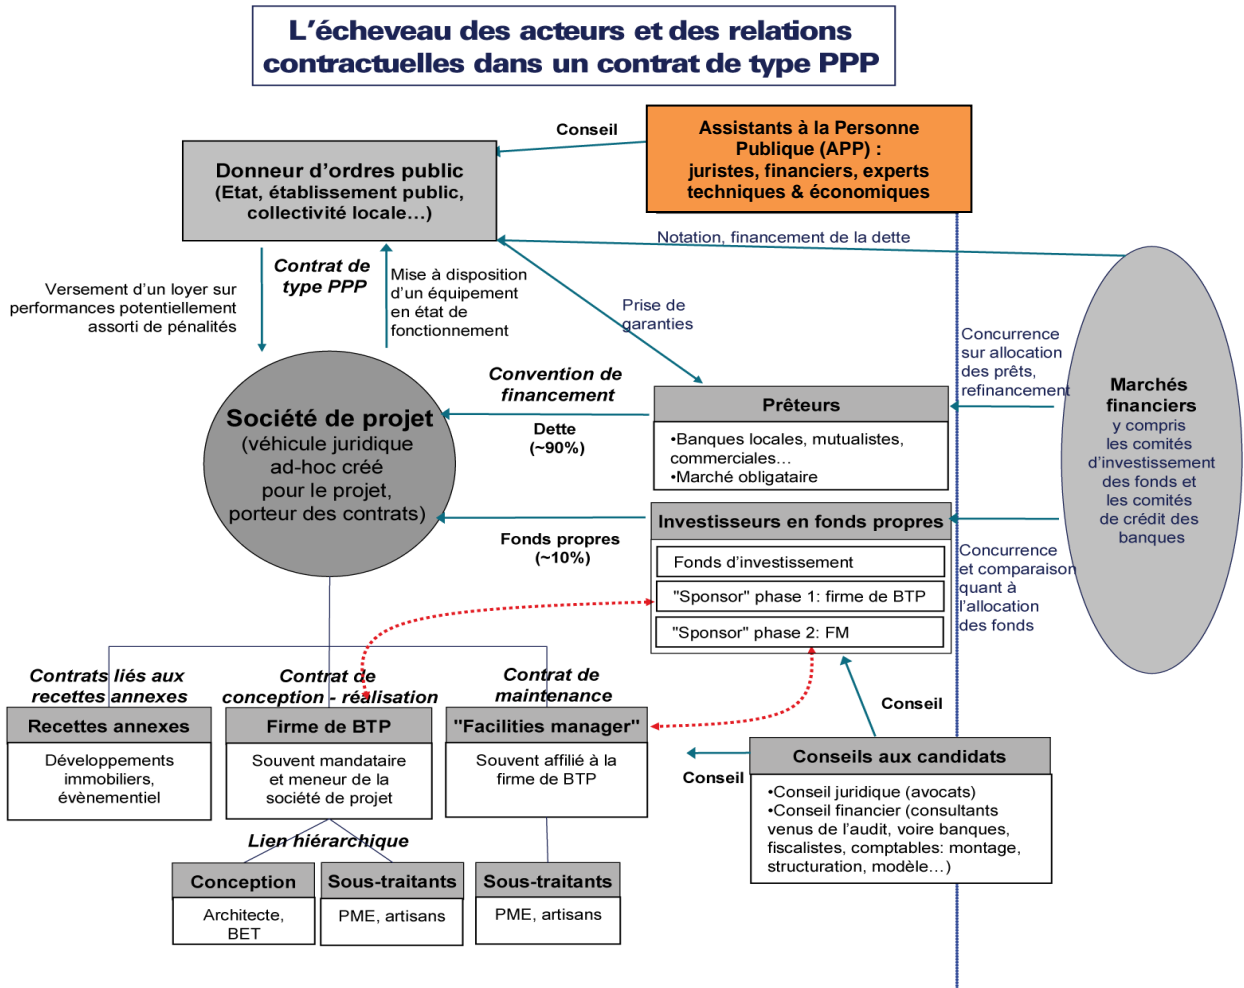 L'écheveau des acteurs et des relations
contractuelles dans un contrat de type PPP
Conseil
Assistants à la Personne
Publique (APP) :
juristes, financiers, experts
techniques & économiques
Donneur d'ordres public
(Etat, établissement public,
collectivité locale…)
Notation, financement de la dette
Contrat de
type PPP
Versement d'un loyer sur
performances potentiellement
assorti de pénalités
Mise à disposition
d'un équipement
en état de
fonctionnement
Prise de
garanties
Concurrence
sur allocation
des prêts,
refinancement
Marchés
financiers
y compris
les comités
d'investissement
des fonds et
les comités
de crédit des
banques
Société de projet
(véhicule juridique
ad-hoc créé
pour le projet,
porteur des contrats)
Convention de
financement
Dette
(~90%)
Prêteurs
•Banques locales, mutualistes,
commerciales…
•Marché obligataire
Fonds propres
(~10%)
Investisseurs en fonds propres
Fonds d'investissement
"Sponsor" phase 1: firme de BTP
"Sponsor" phase 2: FM
Concurrence
et comparaison
quant à
l'allocation
des fonds
Contrats liés aux
recettes annexes
Contrat de
conception - réalisation
Contrat de
maintenance
Conseil
Recettes annexes
Développements
immobiliers,
évènementiel
Firme de BTP
Souvent mandataire
et meneur de la
société de projet
"Facilities manager"
Souvent affilié à la
firme de BTP
Conseil
Conseils aux candidats
•Conseil juridique (avocats)
•Conseil financier (consultants
venus de l'audit, voire banques,
fiscalistes, comptables: montage,
structuration, modèle…)
Lien hiérarchique
Conception
Architecte,
BET
Sous-traitants
PME, artisans
Sous-traitants
PME, artisans